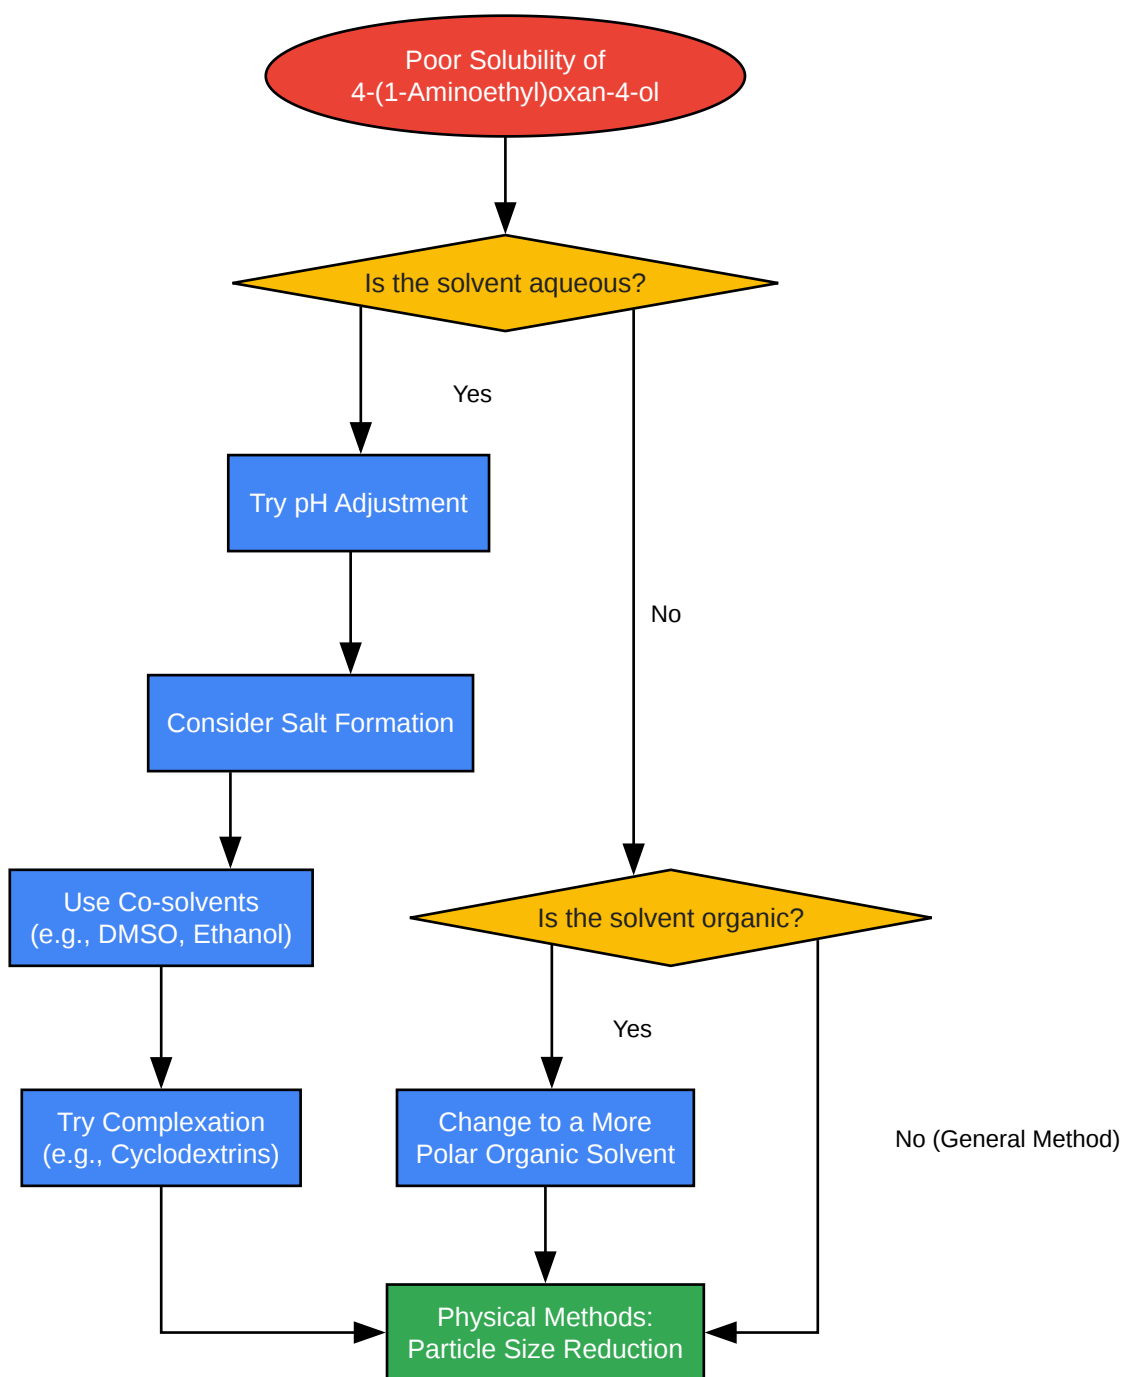 Poor Solubility of
4-(1-Aminoethyl)oxan-4-ol
Is the solvent aqueous?
Yes
Try pH Adjustment
No
Consider Salt Formation
Use Co-solvents
(e.g., DMSO, Ethanol)
Is the solvent organic?
Yes
Try Complexation
(e.g., Cyclodextrins)
Change to a More
Polar Organic Solvent
No (General Method)
Physical Methods:
Particle Size Reduction